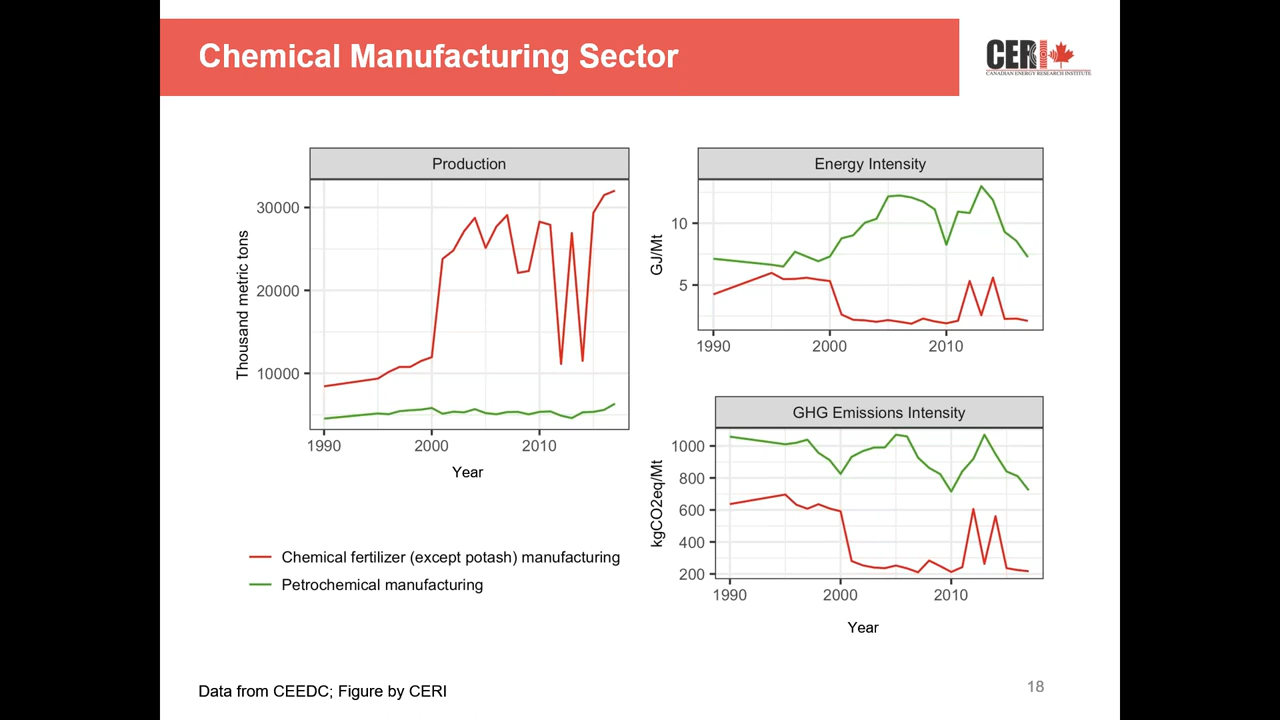 Chemical Manufacturing Sector
CERI
CANADIAN ENERGY RESEARCH INSTITUTE
Production
Thousand metric tons
30000
20000
10000
1990 2000 2010
Year
Energy Intensity
GJ/Mt
10
5
1990 2000 2010
GHG Emissions Intensity
kgCO2eq/Mt
1000
800
600
400
200
1990 2000 2010
Year
Chemical fertilizer (except potash) manufacturing
Petrochemical manufacturing
Data from CEEDC; Figure by CERI
18